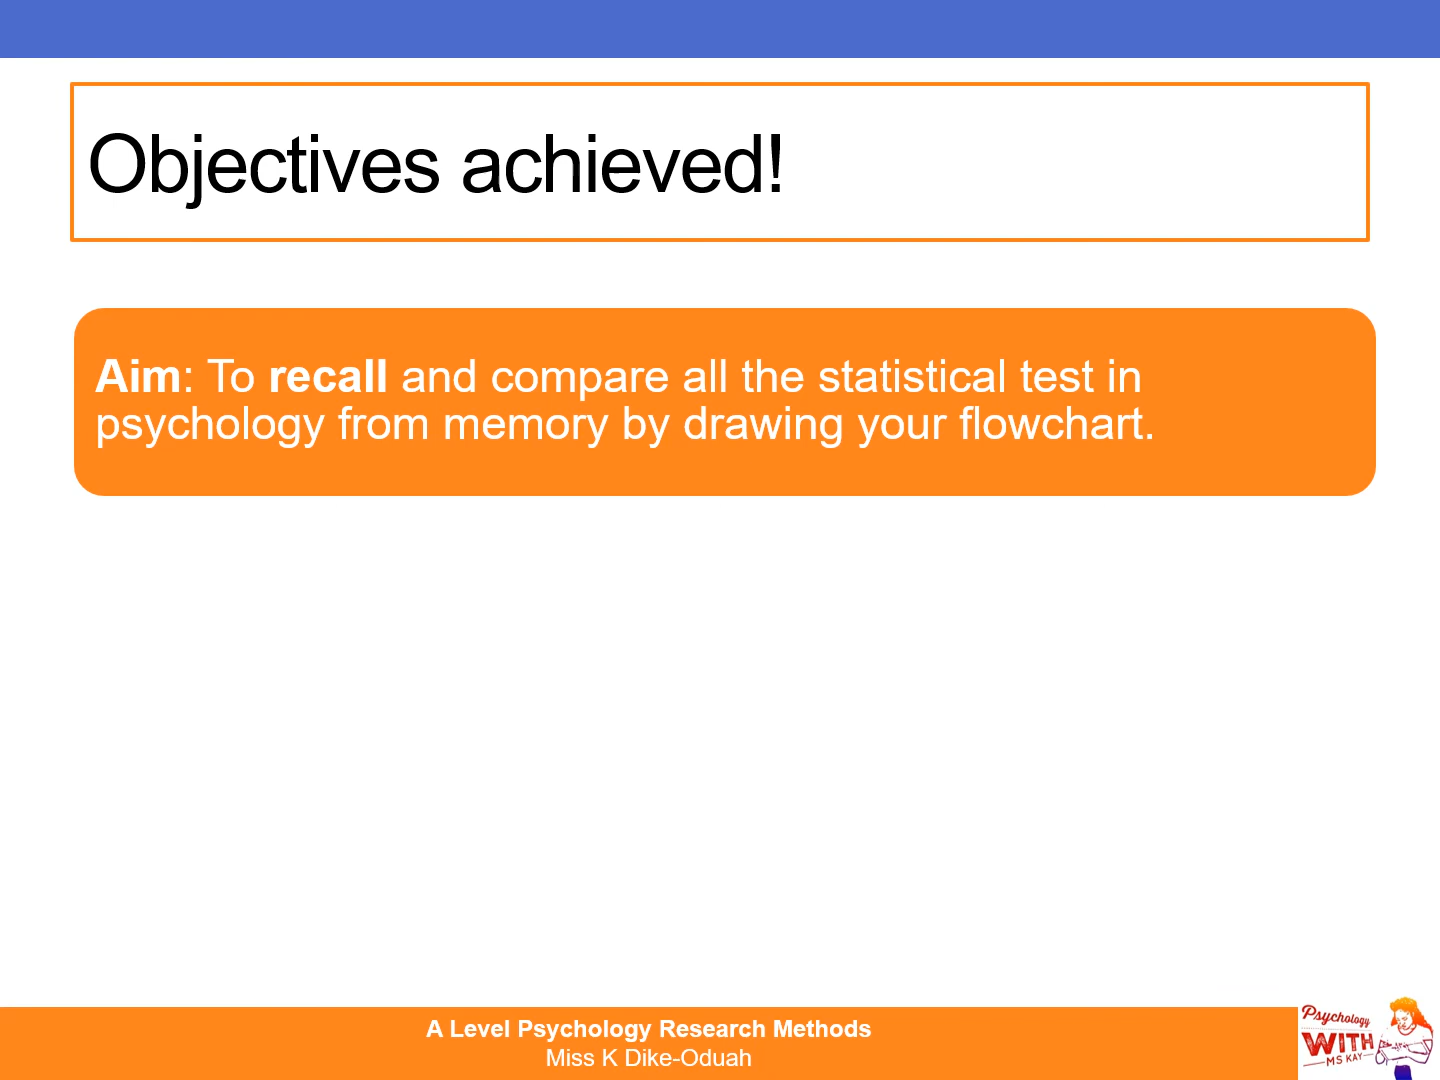 Objectives achieved!
Aim: To recall and compare all the statistical test in
psychology from memory by drawing your flowchart.
A Level Psychology Research Methods
Miss K Dike-Oduah
Psychology
WITH
MS KAY